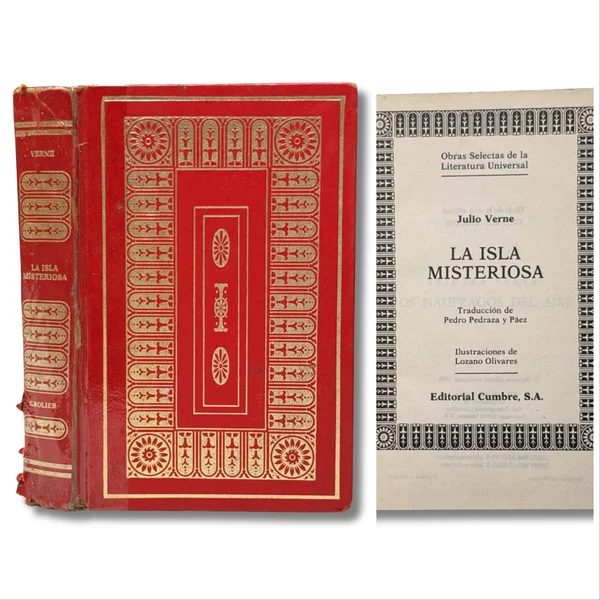 VERNE
LA ISLA
MISTERIOSA
GROLIER
Obras Selectas de la
Literatura Universal
Julio Verne
LA ISLA
MISTERIOSA
Traducción de
Pedro Pedraza y Páez
Ilustraciones de
Lozano Olivares
Editorial Cumbre, S.A.